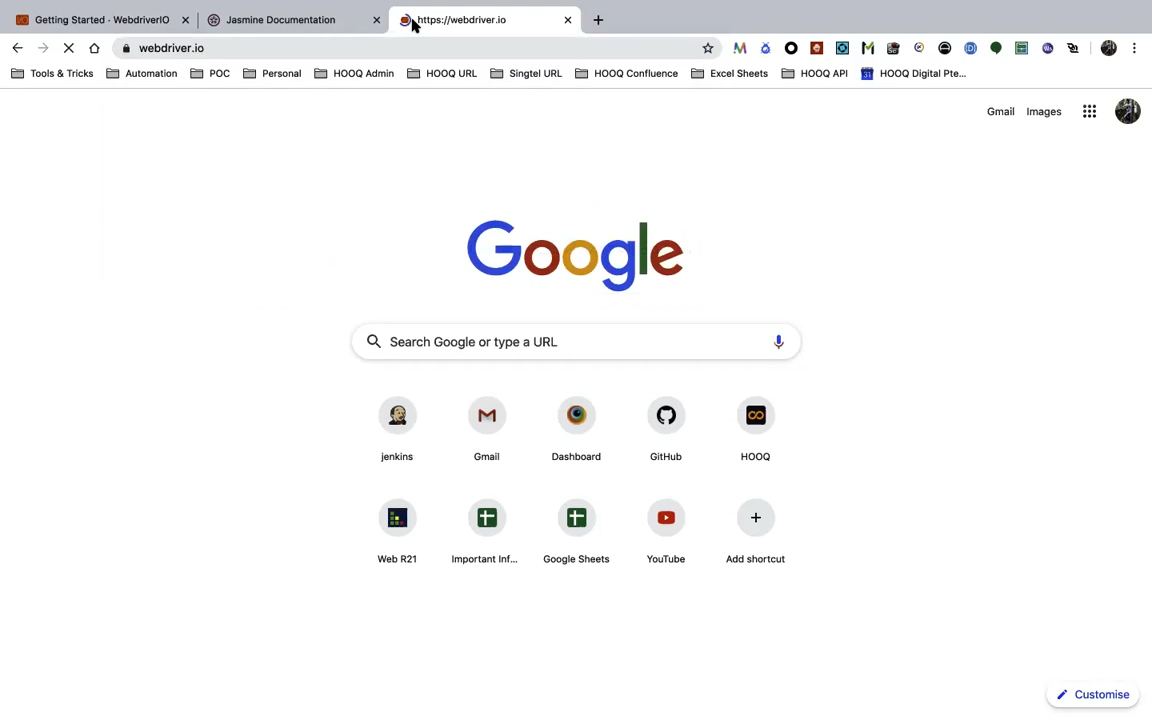 Getting Started · WebdriverIO
Jasmine Documentation
https://webdriver.io
webdriver.io
Tools & Tricks
Automation
POC
Personal
HOOQ Admin
HOOQ URL
Singtel URL
HOOQ Confluence
Excel Sheets
HOOQ API
HOOQ Digital Pte...
Gmail
Images
Google
Search Google or type a URL
jenkins
Gmail
Dashboard
GitHub
HOOQ
Web R21
Important Inf...
Google Sheets
YouTube
Add shortcut
Customise